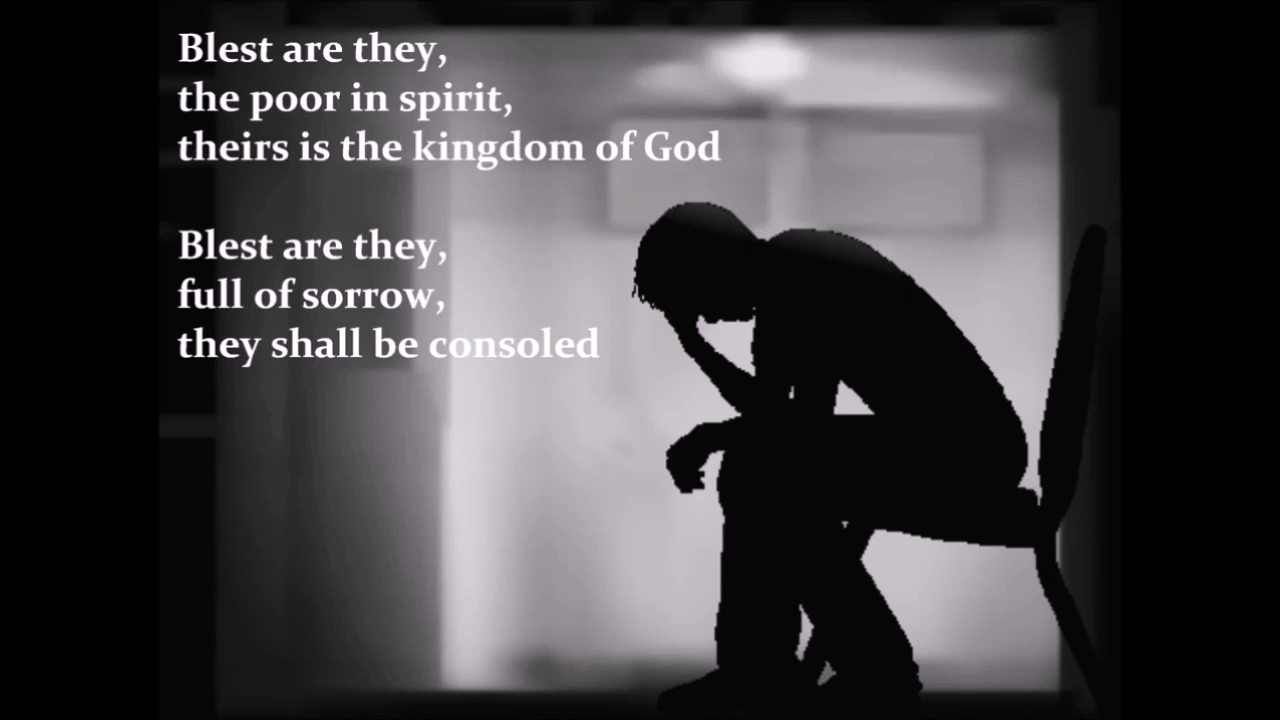 Blest are they,
the poor in spirit,
theirs is the kingdom of God
Blest are they,
full of sorrow,
they shall be consoled